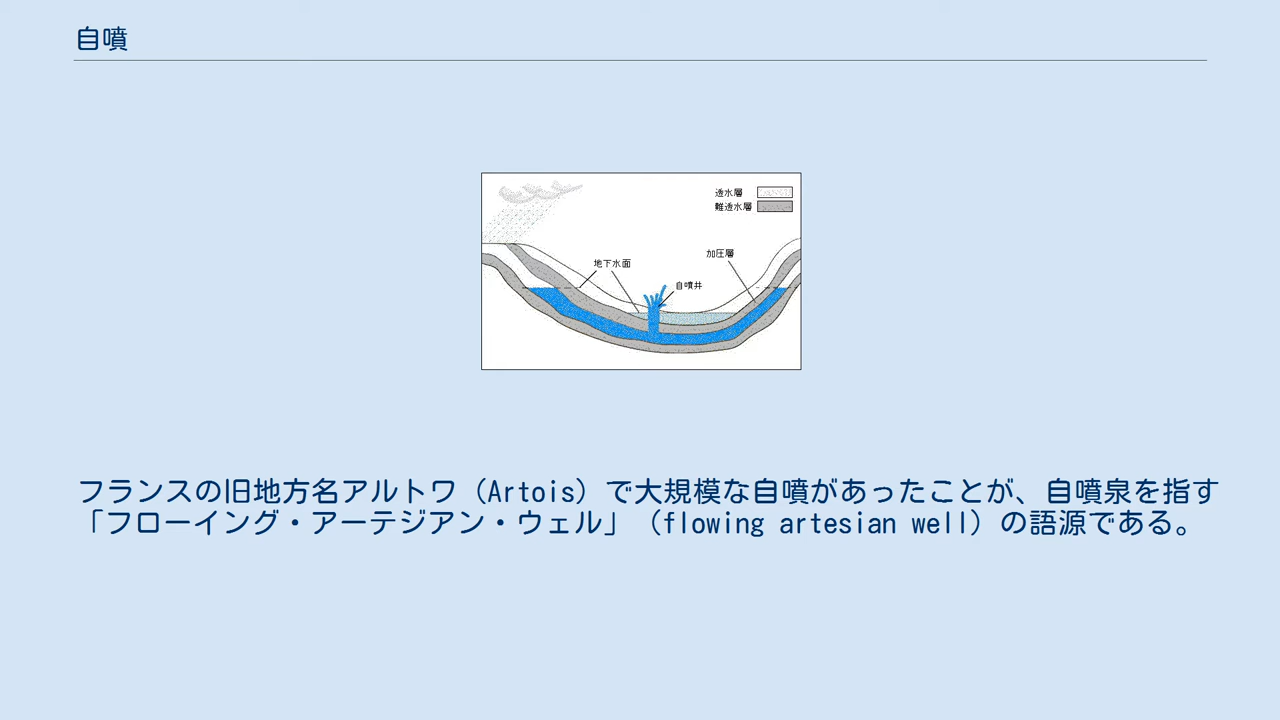 自噴
透水層
難透水層
加圧層
地下水面
自噴井
フランスの旧地方名アルトワ（Artois）で大規模な自噴があったことが、自噴泉を指す
「フローイング・アーテジアン・ウェル」（flowing artesian well）の語源である。